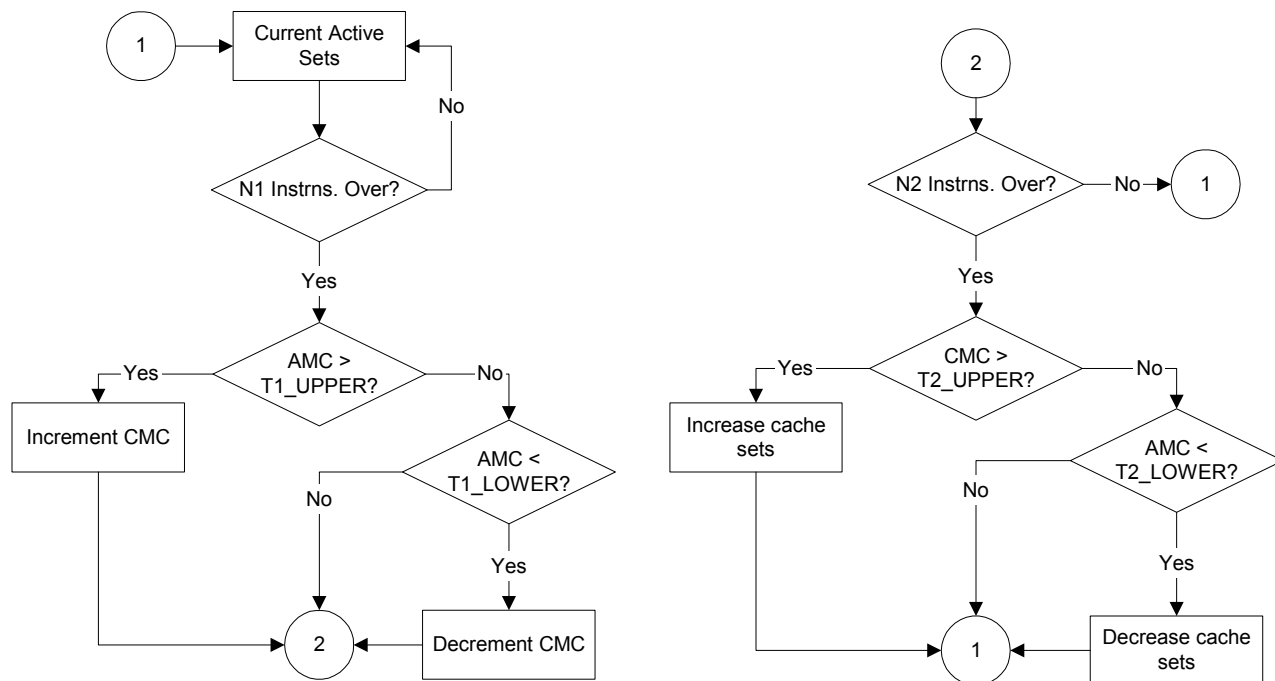 1
Current Active
Sets
No
N1 Instrns. Over?
Yes
AMC >
T1_UPPER?
Yes
No
Increment CMC
AMC <
T1_LOWER?
No
Yes
2
Decrement CMC
2
N2 Instrns. Over?
No
1
Yes
CMC >
T2_UPPER?
Yes
No
Increase cache
sets
AMC <
T2_LOWER?
No
Yes
1
Decrease cache
sets